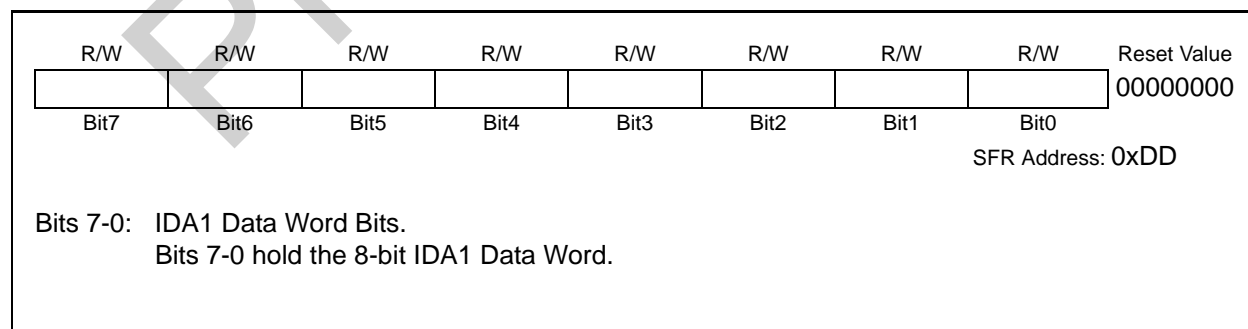 R/W R/W R/W R/W R/W R/W R/W R/W Reset Value
00000000
Bit7 Bit6 Bit5 Bit4 Bit3 Bit2 Bit1 Bit0
SFR Address: 0xDD
Bits 7-0: IDA1 Data Word Bits.
Bits 7-0 hold the 8-bit IDA1 Data Word.